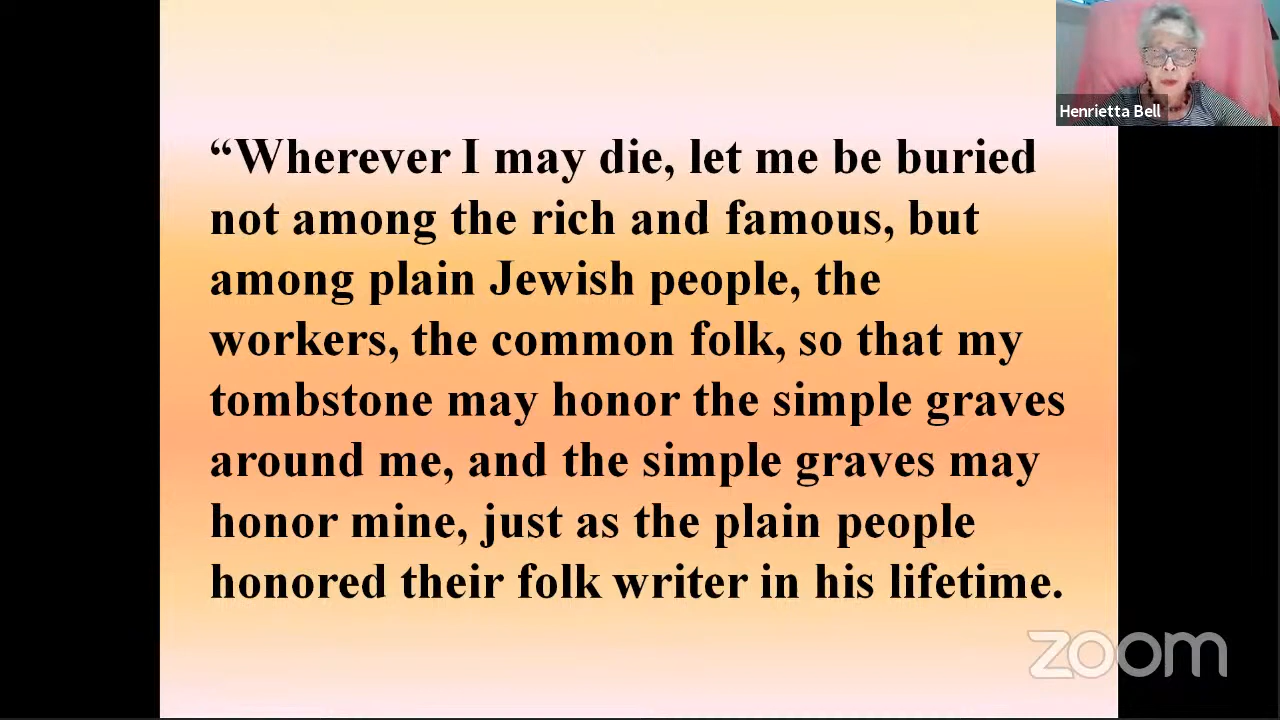 Henrietta Bell
“Wherever I may die, let me be buried
not among the rich and famous, but
among plain Jewish people, the
workers, the common folk, so that my
tombstone may honor the simple graves
around me, and the simple graves may
honor mine, just as the plain people
honored their folk writer in his lifetime.
zoom